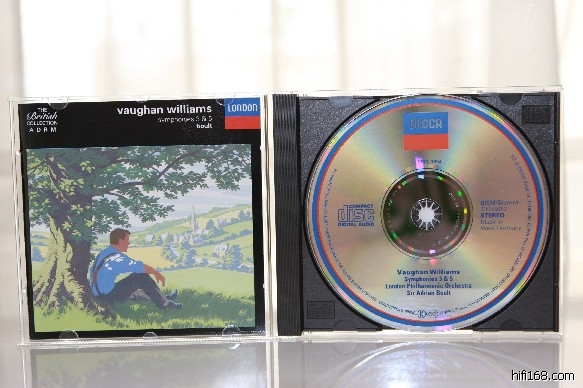 THE
British
COLLECTION
ADRM
vaughan williams
symphonies 3 & 5
boult
LONDON
DECCA
COMPACT
disc
DIGITAL AUDIO
STEREO
Made in
West Germany
Vaughan Williams
Symphonies 3 & 5
London Philharmonic Orchestra
Sir Adrian Boult
hifi168.com